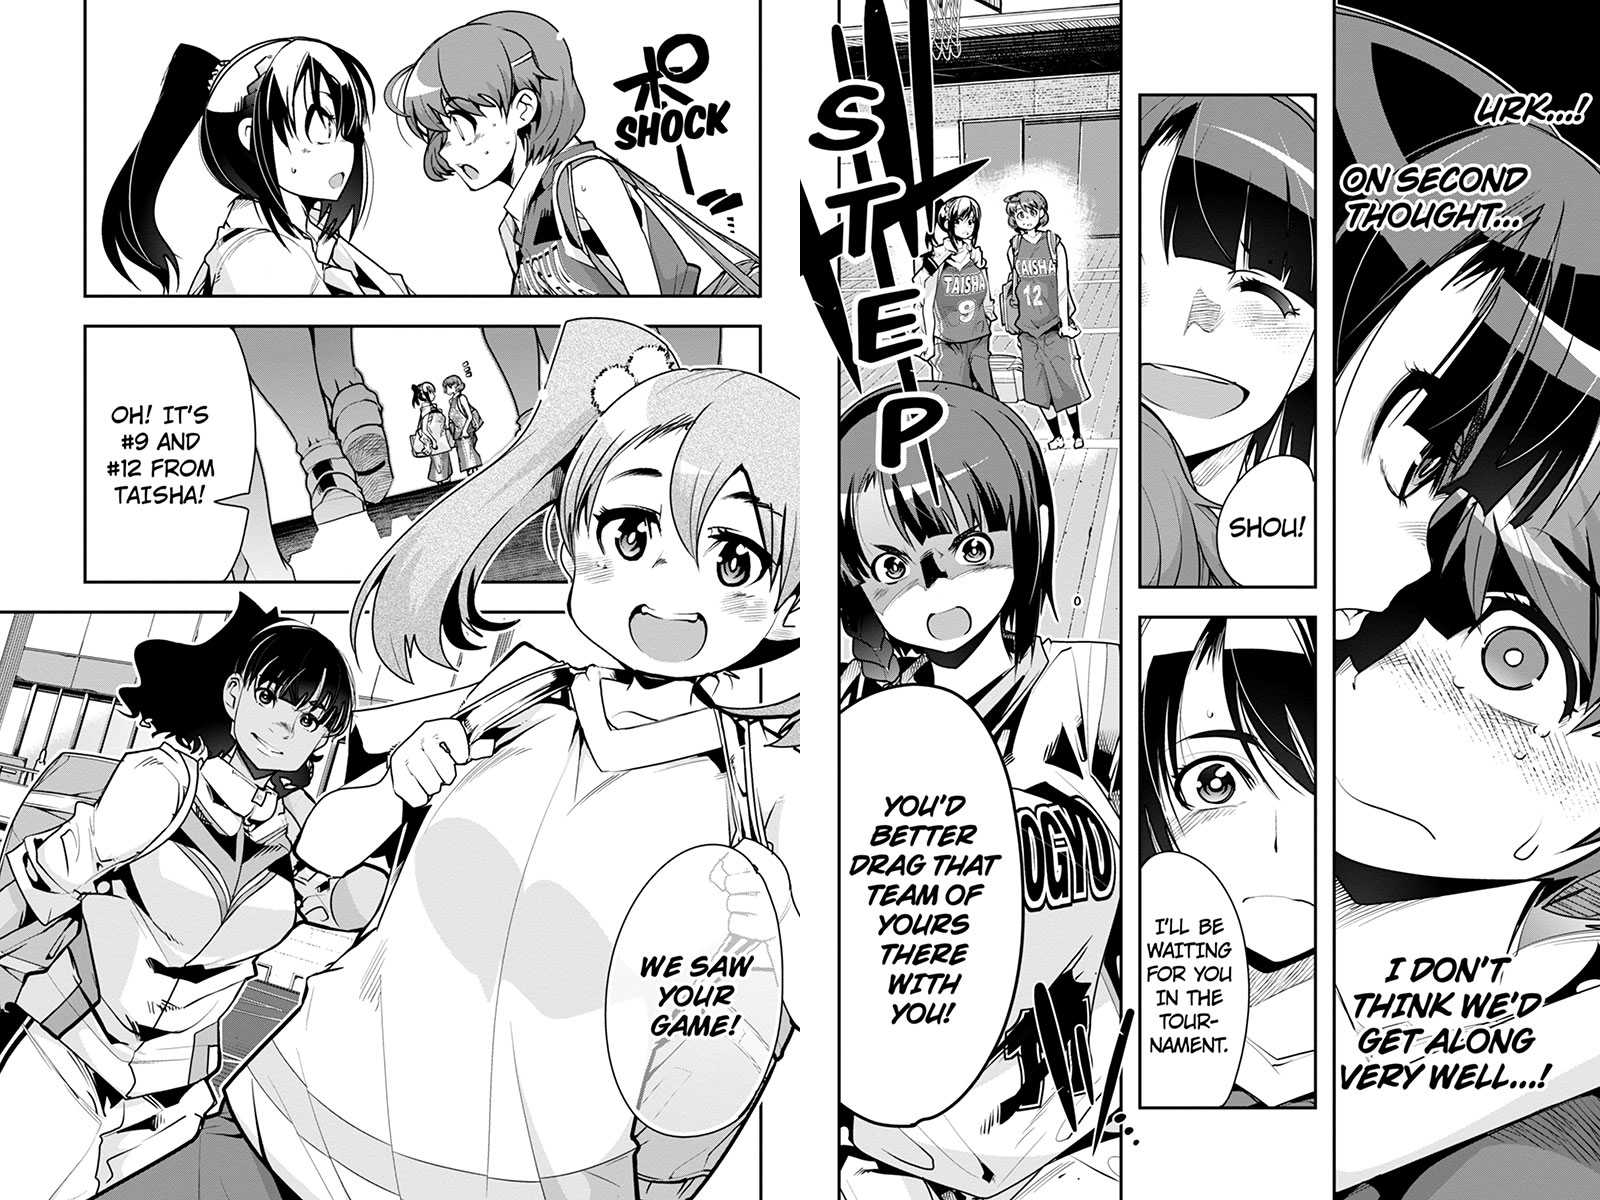 URK...!
ON SECOND
THOUGHT...
I DON'T
THINK WE'D
GET ALONG
VERY WELL...!
SHOU!
I'LL BE
WAITING
FOR YOU
IN THE
TOUR-
NAMENT.
STEP
TAISHA
9
TAISHA
12
YOU'D
BETTER
DRAG THAT
TEAM OF
YOURS
THERE
WITH
YOU!
OGYO
ポ
SHOCK
OH! IT'S
#9 AND
#12 FROM
TAISHA!
WE SAW
YOUR
GAME!